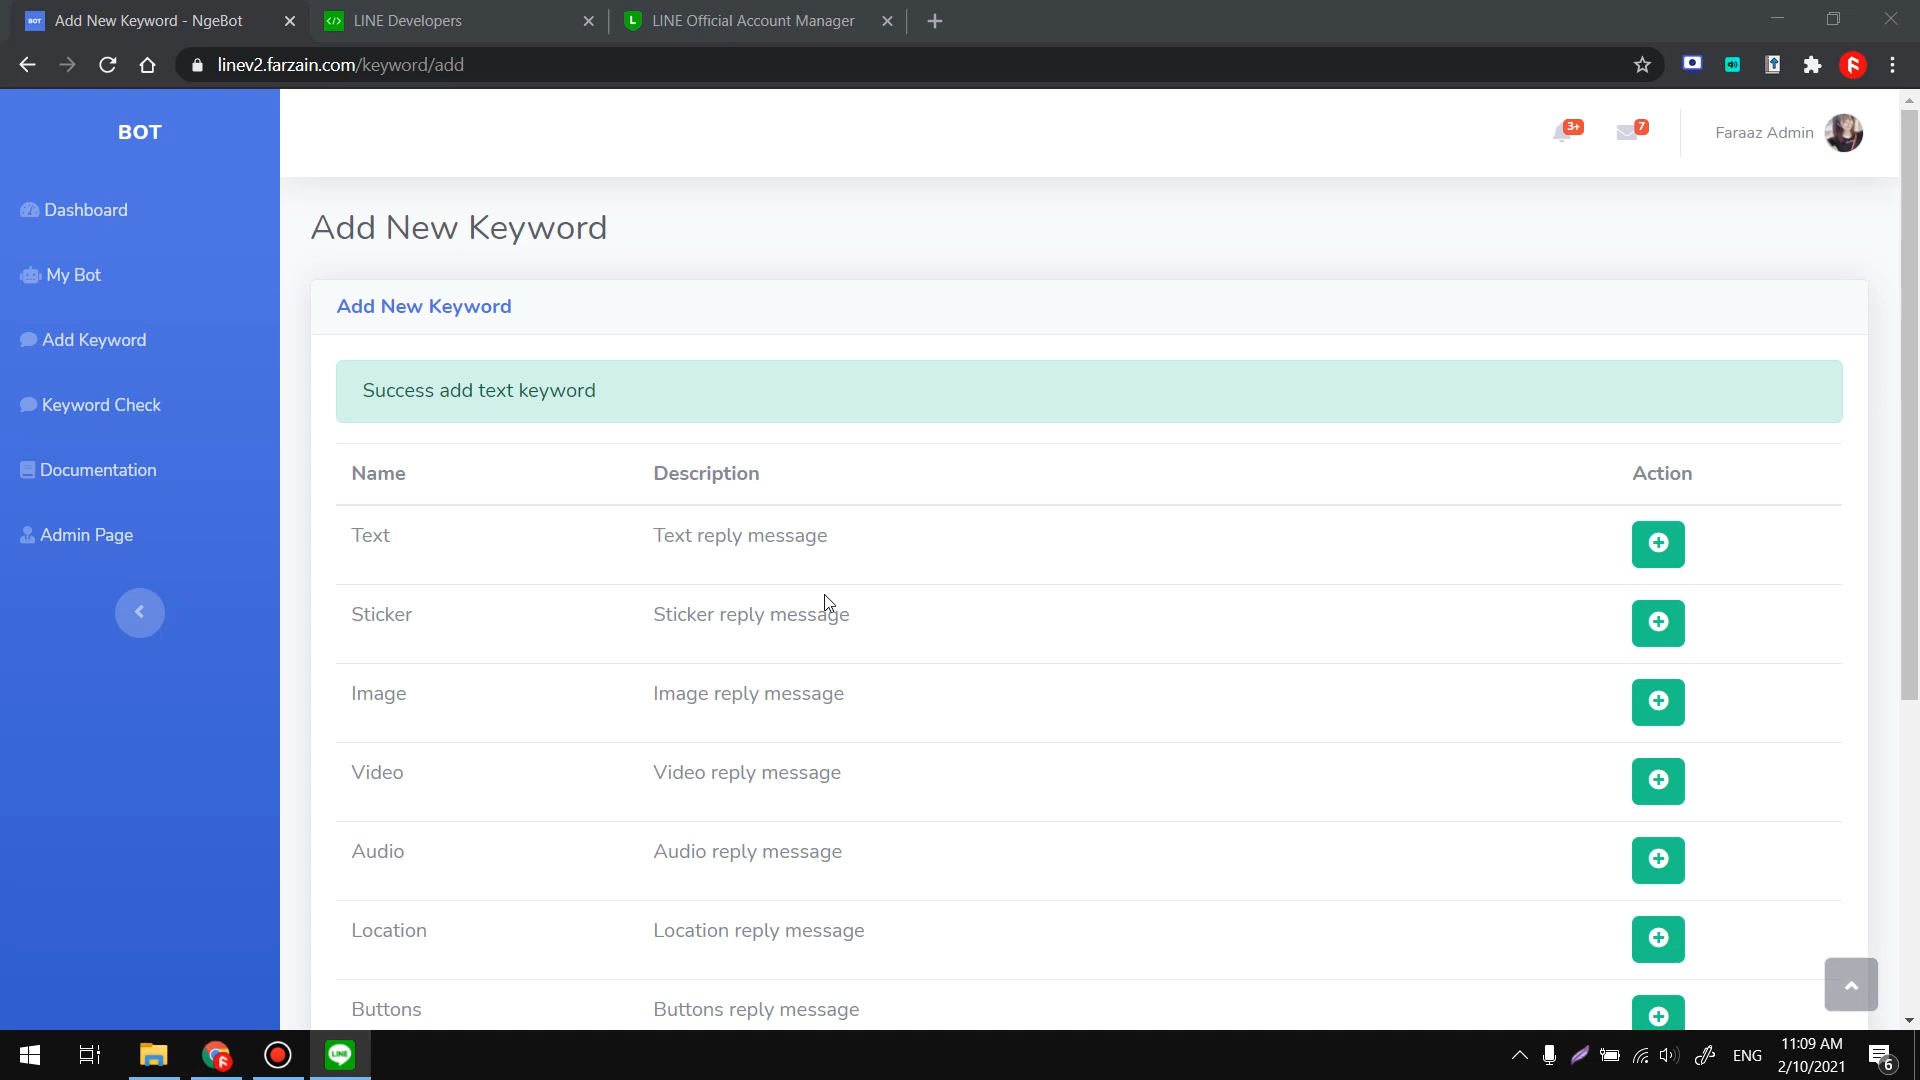 BOT Add New Keyword - NgeBot
LINE Developers
L LINE Official Account Manager
linev2.farzain.com/keyword/add
BOT
3+
7
Faraaz Admin
Dashboard
My Bot
Add Keyword
Keyword Check
Documentation
Admin Page
Add New Keyword
Add New Keyword
Success add text keyword
Name Description Action
Text Text reply message
Sticker Sticker reply message
Image Image reply message
Video Video reply message
Audio Audio reply message
Location Location reply message
Buttons Buttons reply message
LINE
ENG
11:09 AM
2/10/2021
6